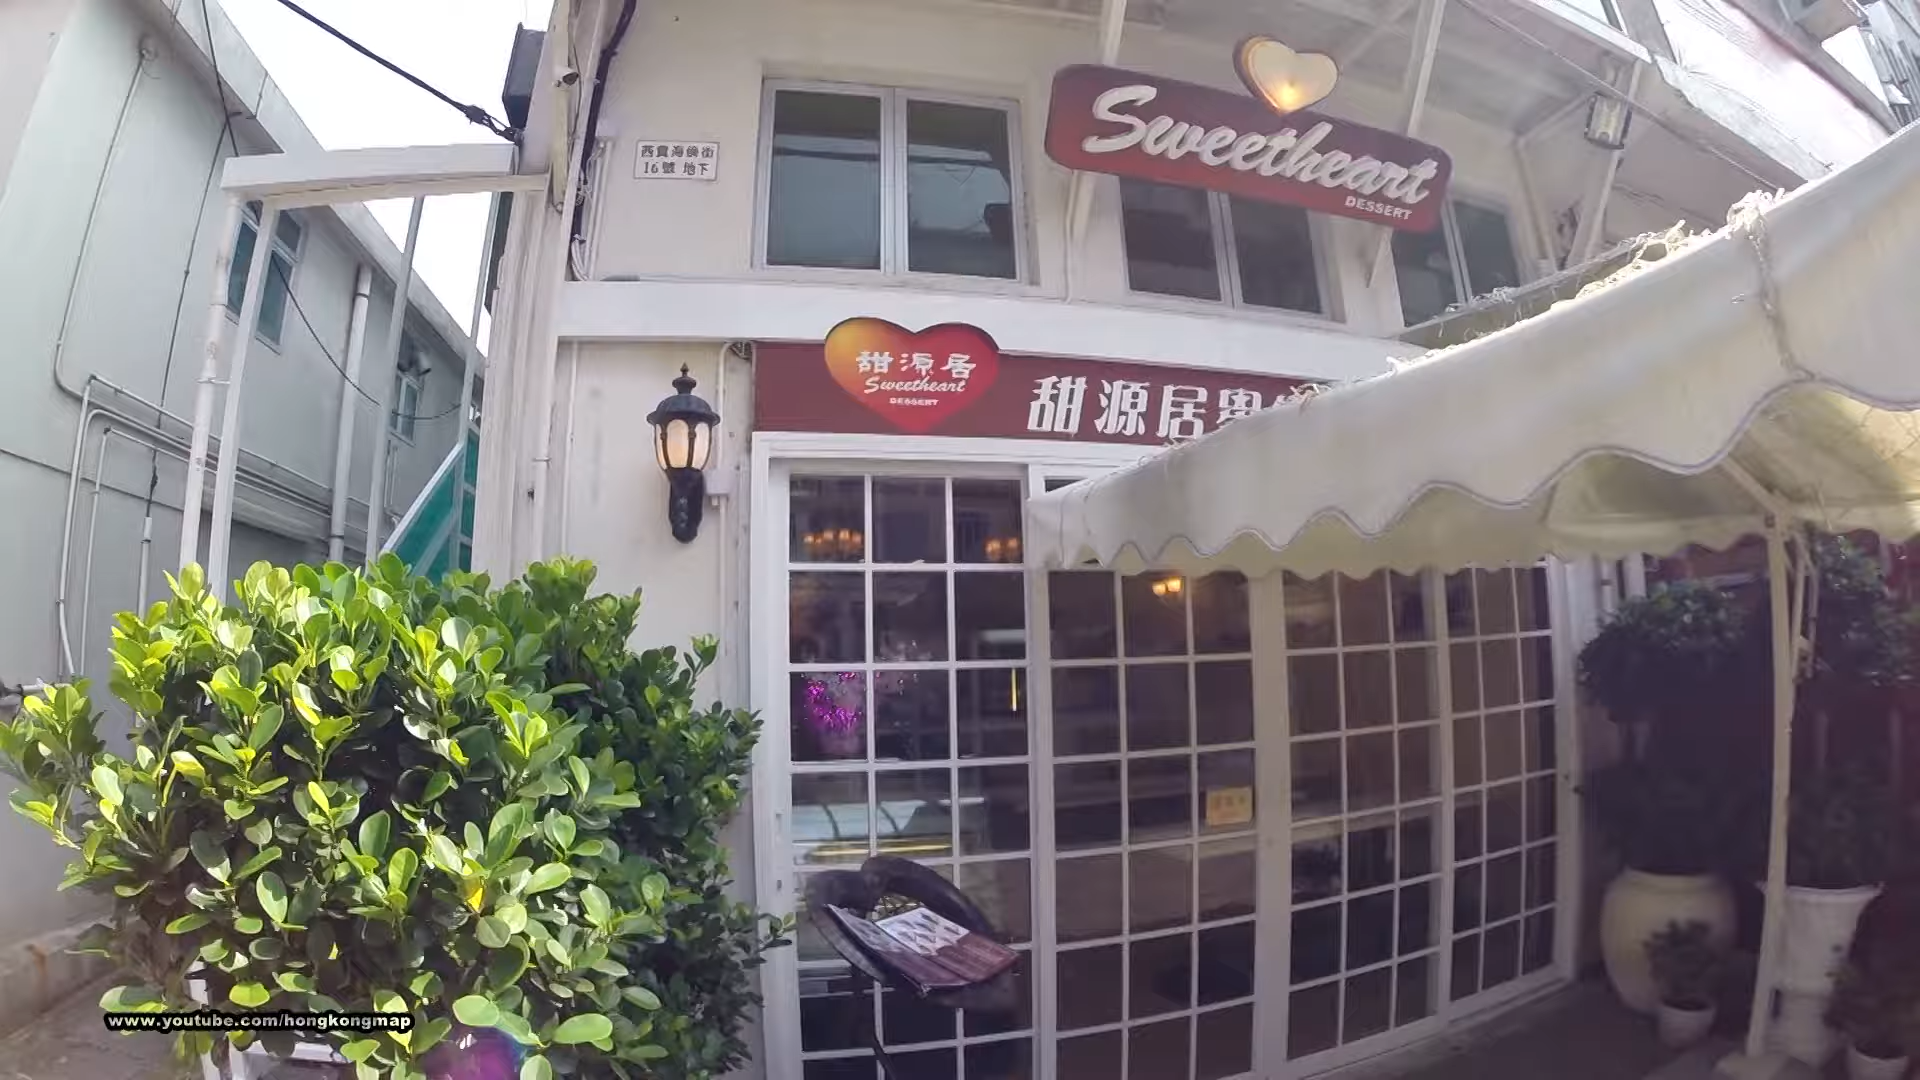 西貢海傍街
16號 地下
Sweetheart
DESSERT
甜源居
Sweetheart
DESSERT
甜源居
www.youtube.com/hongkongmap